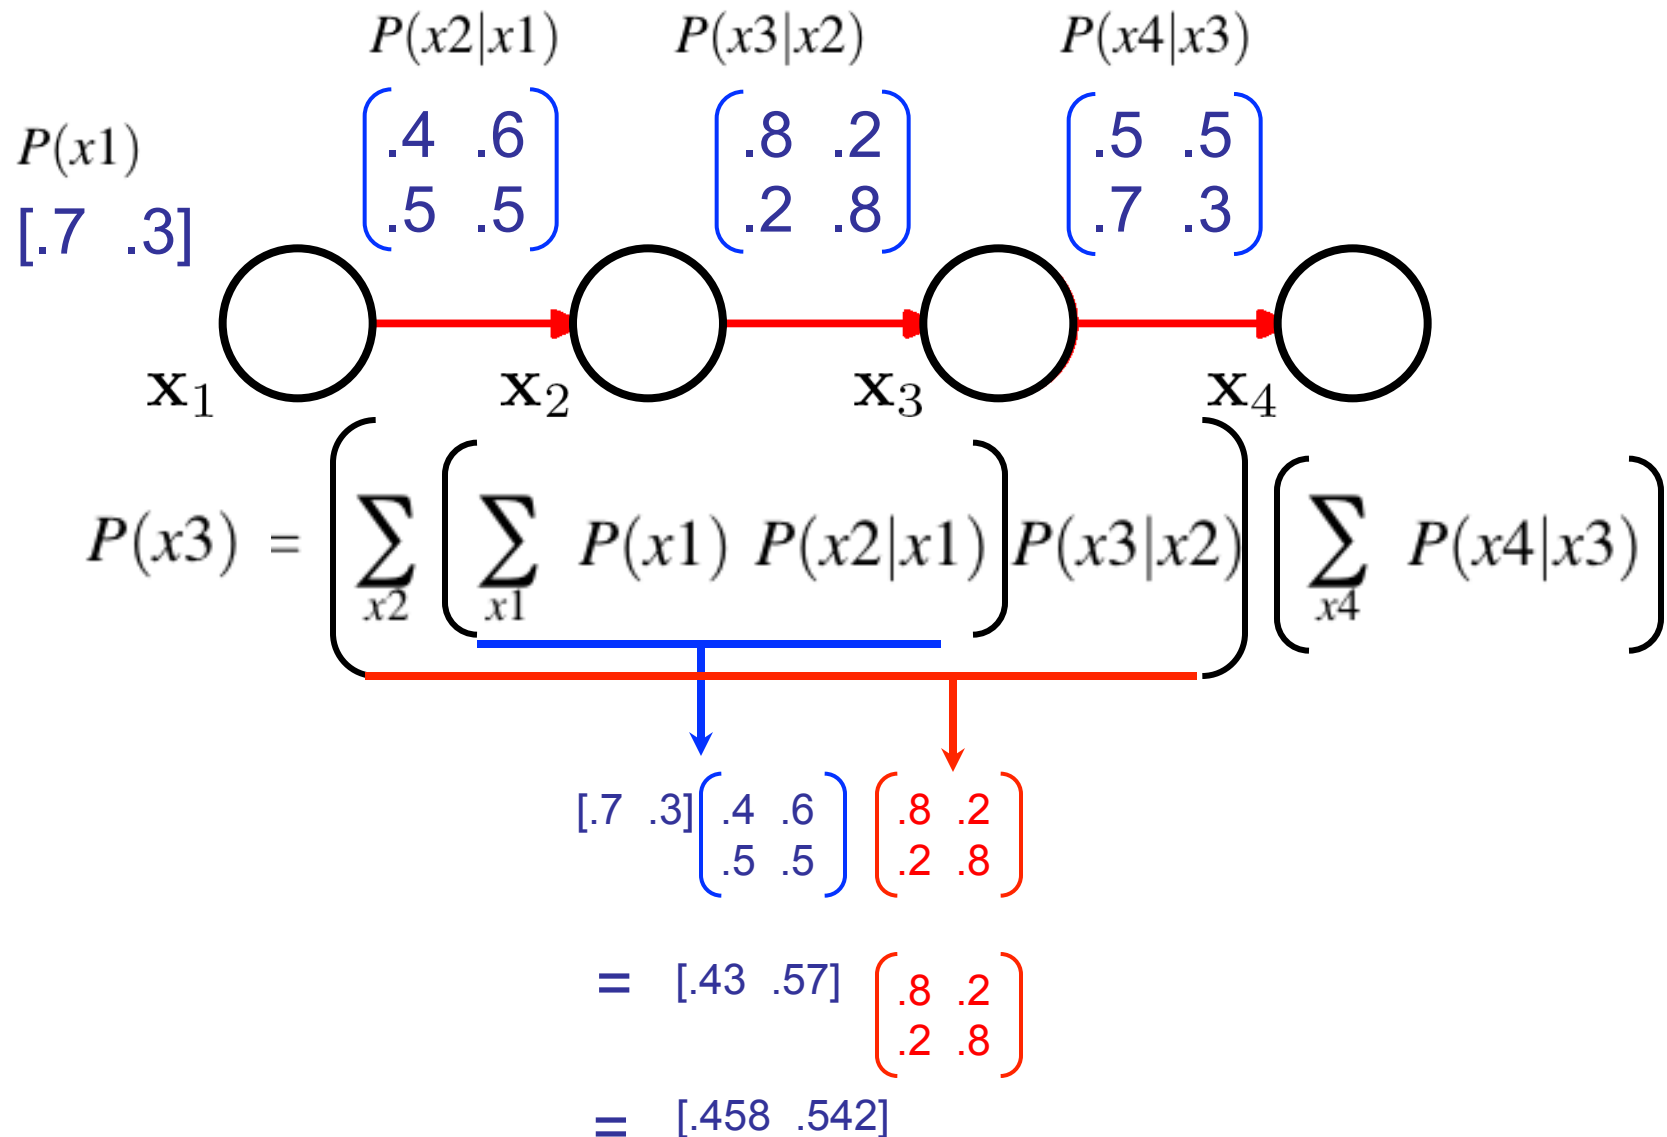 P(x2|x1) P(x3|x2) P(x4|x3)
P(x1)
.4 .6 .8 .2 .5 .5
[.7 .3] .5 .5 .2 .8 .7 .3
x₁ x₂ x₃ x₄
P(x3) = ( ∑ ( ∑ P(x1) P(x2|x1) ) P(x3|x2) ) ( ∑ P(x4|x3) )
x2 x1 x4
[.7 .3] .4 .6 .8 .2
.5 .5 .2 .8
= [.43 .57] .8 .2
.2 .8
= [.458 .542]